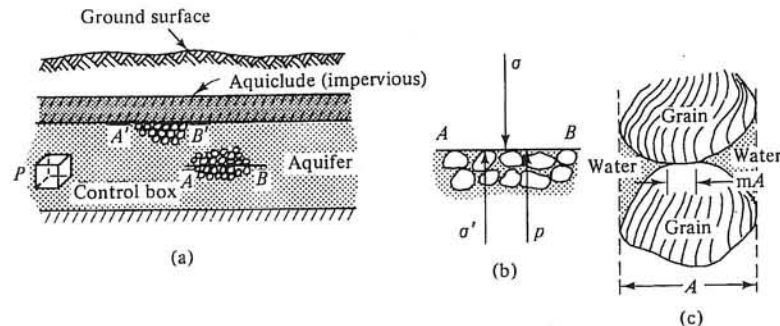 Ground surface
Aquiclude (impervious)
A' B'
Aquifer
P
Control box
A B
(a)
σ
A B
σ' p
(b)
Grain
Water Water
mA
Grain
A
(c)